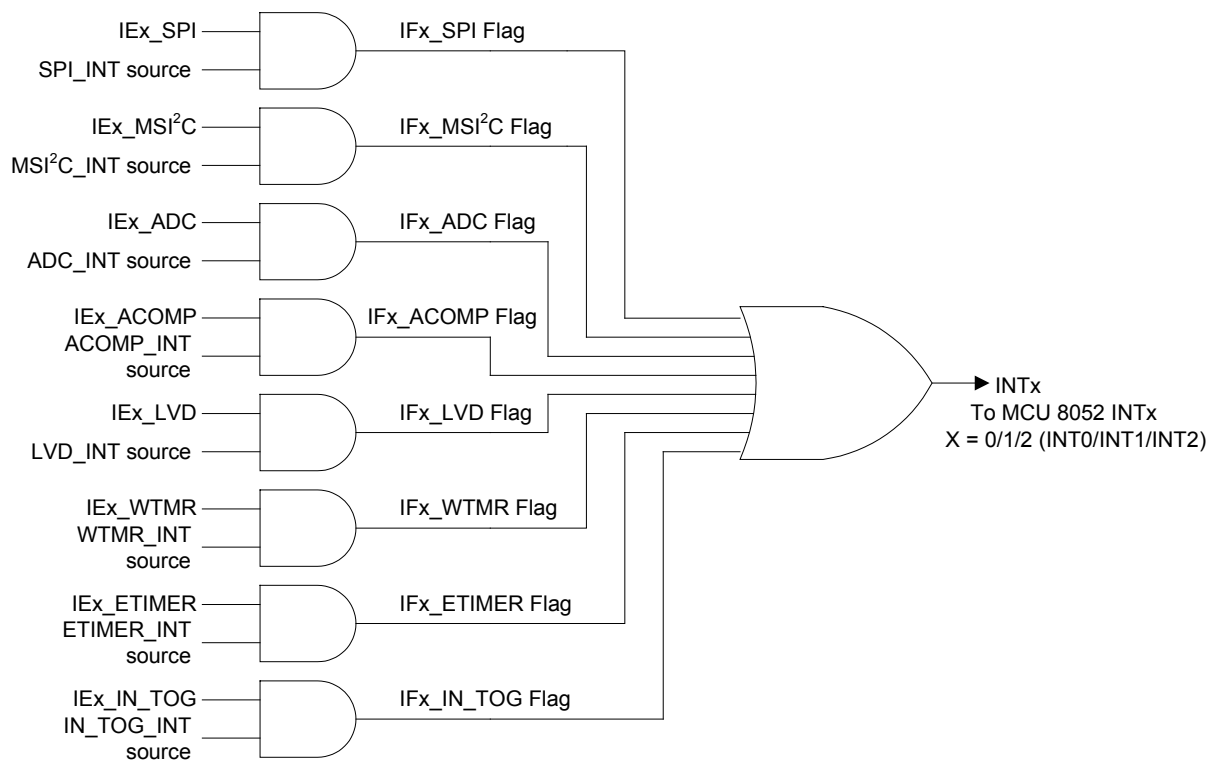 IEx_SPI
IFx_SPI Flag
SPI_INT source
IEx_MSI²C
IFx_MSI²C Flag
MSI²C_INT source
IEx_ADC
IFx_ADC Flag
ADC_INT source
IEx_ACOMP
IFx_ACOMP Flag
ACOMP_INT
source
IEx_LVD
IFx_LVD Flag
LVD_INT source
INTx
To MCU 8052 INTx
X = 0/1/2 (INT0/INT1/INT2)
IEx_WTMR
IFx_WTMR Flag
WTMR_INT
source
IEx_ETIMER
IFx_ETIMER Flag
ETIMER_INT
source
IEx_IN_TOG
IFx_IN_TOG Flag
IN_TOG_INT
source